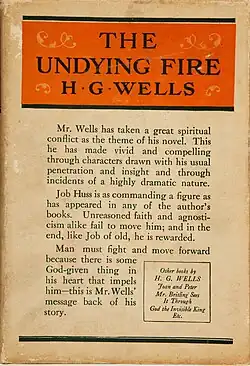 THE
UNDYING FIRE
H·G·WELLS
Mr. Wells has taken a great spiritual
conflict as the theme of his novel. This
he has made vivid and compelling
through characters drawn with his usual
penetration and insight and through
incidents of a highly dramatic nature.
Job Huss is as commanding a figure as
has appeared in any of the author's
books. Unreasoned faith and agnosti-
cism alike fail to move him; and in the
end, like Job of old, he is rewarded.
Man must fight and move forward
because there is some
God-given thing in
his heart that impels
him—this is Mr. Wells'
message back of his
story.
Other books by
H. G. WELLS
Joan and Peter
Mr. Britling Sees
It Through
God the Invisible King
Etc.